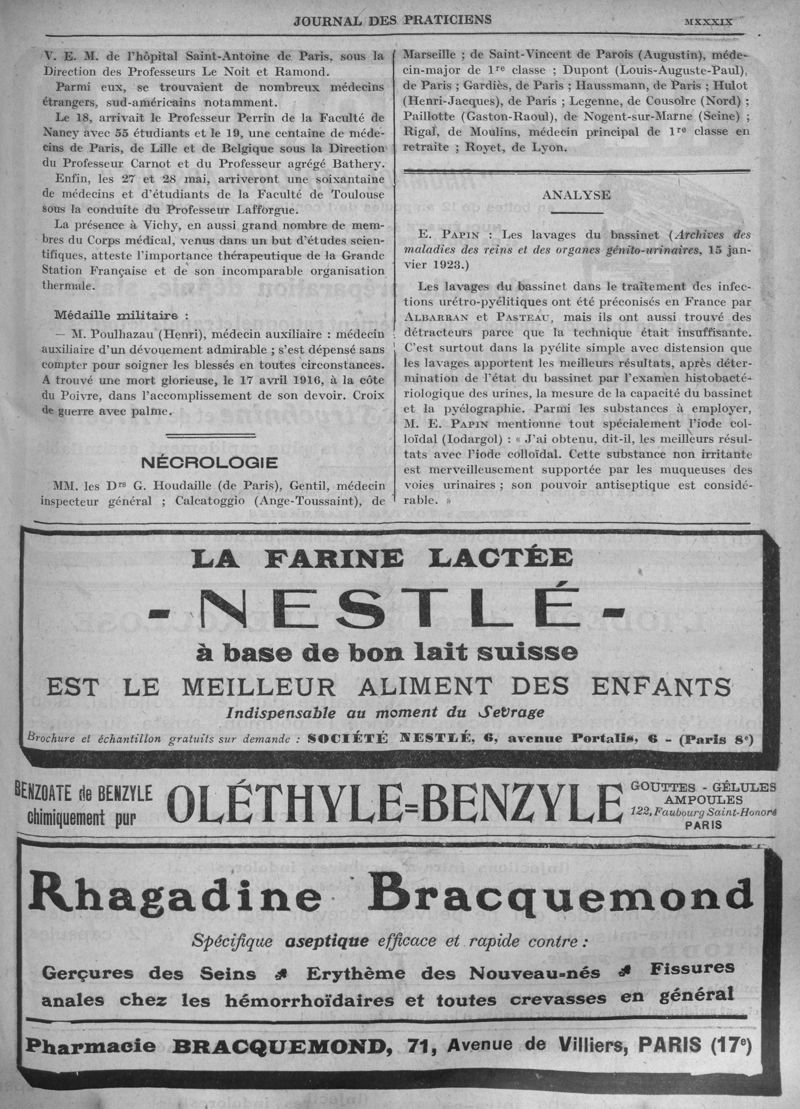 JOURNAL DES PRATICIENS
MXXXIX
V. E. M. de l'hôpital Saint-Antoine de Paris, sous la
Direction des Professeurs Le Noit et Ramond.
Parmi eux, se trouvaient de nombreux médecins
étrangers, sud-américains notamment.
Le 18, arrivait le Professeur Perrin de la Faculté de
Nancy avec 55 étudiants et le 19, une centaine de méde-
cins de Paris, de Lille et de Belgique sous la Direction
du Professeur Carnot et du Professeur agrégé Bathery.
Enfin, les 27 et 28 mai, arriveront une soixantaine
de médecins et d'étudiants de la Faculté de Toulouse
sous la conduite du Professeur Lafforgue.
La présence à Vichy, en aussi grand nombre de mem-
bres du Corps médical, venus dans un but d'études scien-
tifiques, atteste l'importance thérapeutique de la Grande
Station Française et de son incomparable organisation
thermale.
Médaille militaire :
— M. Poulhazau (Henri), médecin auxiliaire : médecin
auxiliaire d'un dévouement admirable ; s'est dépensé sans
compter pour soigner les blessés en toutes circonstances.
A trouvé une mort glorieuse, le 17 avril 1916, à la côte
du Poivre, dans l'accomplissement de son devoir. Croix
de guerre avec palme.
NÉCROLOGIE
MM. les Drs G. Houdaille (de Paris), Gentil, médecin
inspecteur général ; Calcatoggio (Ange-Toussaint), de
Marseille ; de Saint-Vincent de Parois (Augustin), méde-
cin-major de 1re classe ; Dupont (Louis-Auguste-Paul),
de Paris ; Gardiès, de Paris ; Haussmann, de Paris ; Hulot
(Henri-Jacques), de Paris ; Legenne, de Cousolre (Nord) ;
Paillotte (Gaston-Raoul), de Nogent-sur-Marne (Seine) ;
Rigal, de Moulins, médecin principal de 1re classe en
retraite ; Royet, de Lyon.
ANALYSE
E. PAPIN : Les lavages du bassinet (Archives des
maladies des reins et des organes génito-urinaires, 15 jan-
vier 1923.)
Les lavages du bassinet dans le traitement des infec-
tions urétro-pyélitiques ont été préconisés en France par
ALBARRAN et PASTEAU, mais ils ont aussi trouvé des
détracteurs parce que la technique était insuffisante.
C'est surtout dans la pyélite simple avec distension que
les lavages apportent les meilleurs résultats, après déter-
mination de l'état du bassinet par l'examen histobacté-
riologique des urines, la mesure de la capacité du bassinet
et la pyélographie. Parmi les substances à employer,
M. E. PAPIN mentionne tout spécialement l'iode col-
loïdal (Iodargol) : « J'ai obtenu, dit-il, les meilleurs résul-
tats avec l'iode colloïdal. Cette substance non irritante
est merveilleusement supportée par les muqueuses des
voies urinaires ; son pouvoir antiseptique est considé-
rable. »
LA FARINE LACTÉE
- NESTLÉ -
à base de bon lait suisse
EST LE MEILLEUR ALIMENT DES ENFANTS
Indispensable au moment du Sevrage
Brochure et échantillon gratuits sur demande : SOCIÉTÉ NESTLÉ, 6, avenue Portalis, 6 - (Paris 8e)
BENZOATE de BENZYLE
chimiquement pur
OLÉTHYLE=BENZYLE
GOUTTES - GÉLULES
AMPOULES
122, Faubourg Saint-Honoré
PARIS
Rhagadine Bracquemond
Spécifique aseptique efficace et rapide contre :
Gerçures des Seins Erythème des Nouveau-nés Fissures
anales chez les hémorrhoïdaires et toutes crevasses en général
Pharmacie BRACQUEMOND, 71, Avenue de Villiers, PARIS (17e)